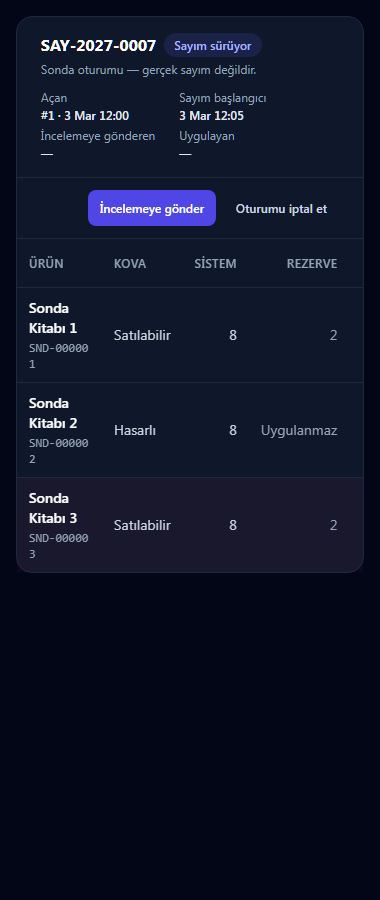 SAY-2027-0007 Sayım sürüyor
Sonda oturumu — gerçek sayım değildir.
Açan Sayım başlangıcı
#1 · 3 Mar 12:00 3 Mar 12:05
İncelemeye gönderen Uygulayan
— —
İncelemeye gönder Oturumu iptal et
ÜRÜN KOVA SİSTEM REZERVE
Sonda
Kitabı 1
SND-00000
1
Satılabilir 8 2
Sonda
Kitabı 2
SND-00000
2
Hasarlı 8 Uygulanmaz
Sonda
Kitabı 3
SND-00000
3
Satılabilir 8 2